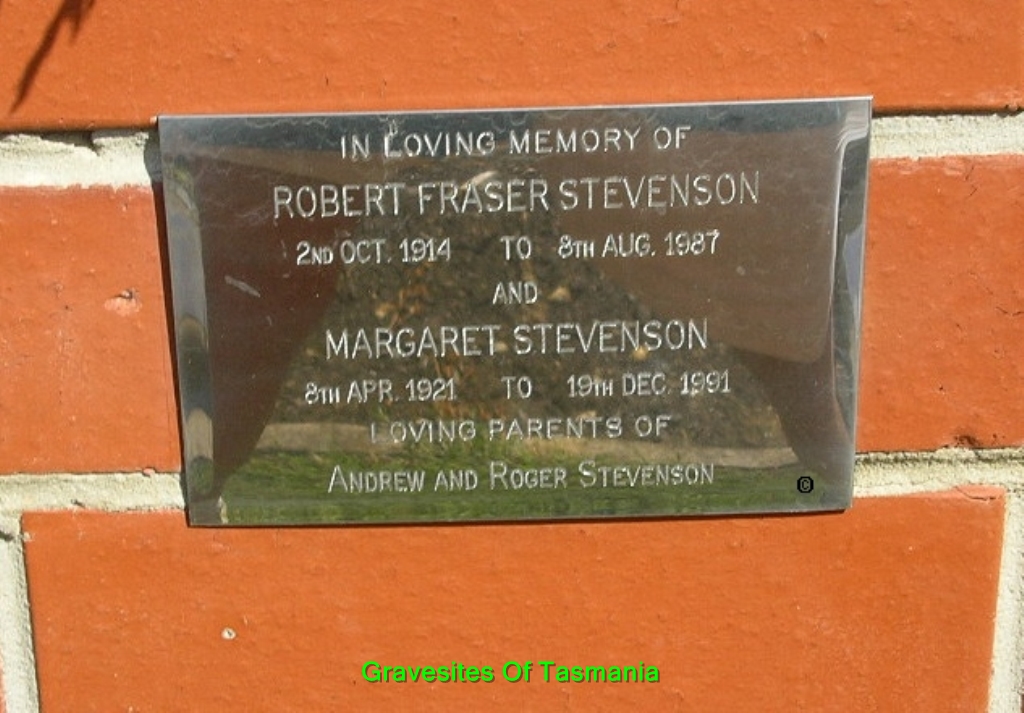 IN LOVING MEMORY OF
ROBERT FRASER STEVENSON
2ND OCT. 1914 TO 8TH AUG. 1987
AND
MARGARET STEVENSON
8TH APR. 1921 TO 19TH DEC. 1991
LOVING PARENTS OF
ANDREW AND ROGER STEVENSON
©
Gravesites Of Tasmania